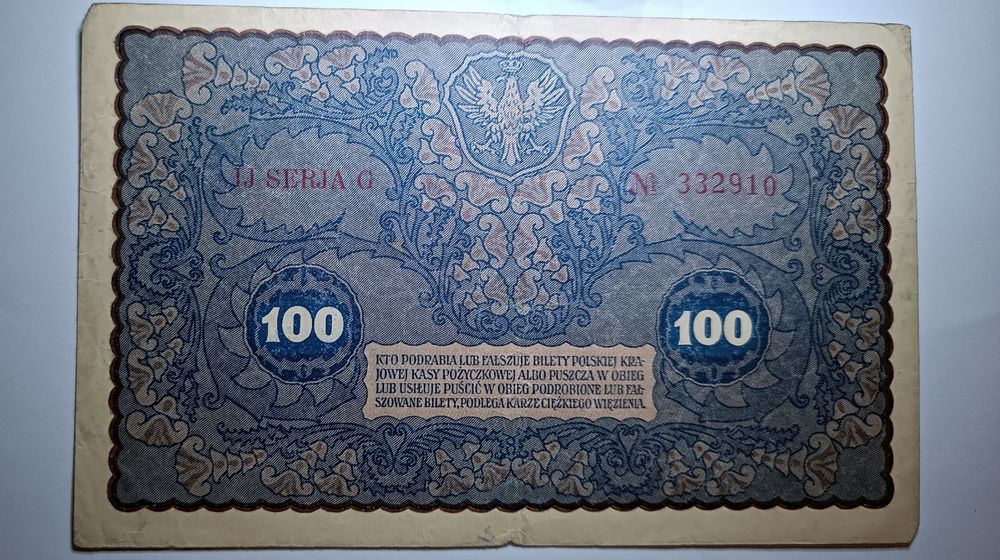 IJ SERJA G
№ 332910
100
100
KTO PODRABIA LUB FAŁSZUJE BILETY POLSKIEJ KRA-
JOWEJ KASY POŻYCZKOWEJ ALBO PUSZCZA W OBIEG
LUB USIŁUJE PUŚCIĆ W OBIEG PODROBIONE LUB FAŁ-
SZOWANE BILETY, PODLEGA KARZE CIĘŻKIEGO WIĘZIENIA.